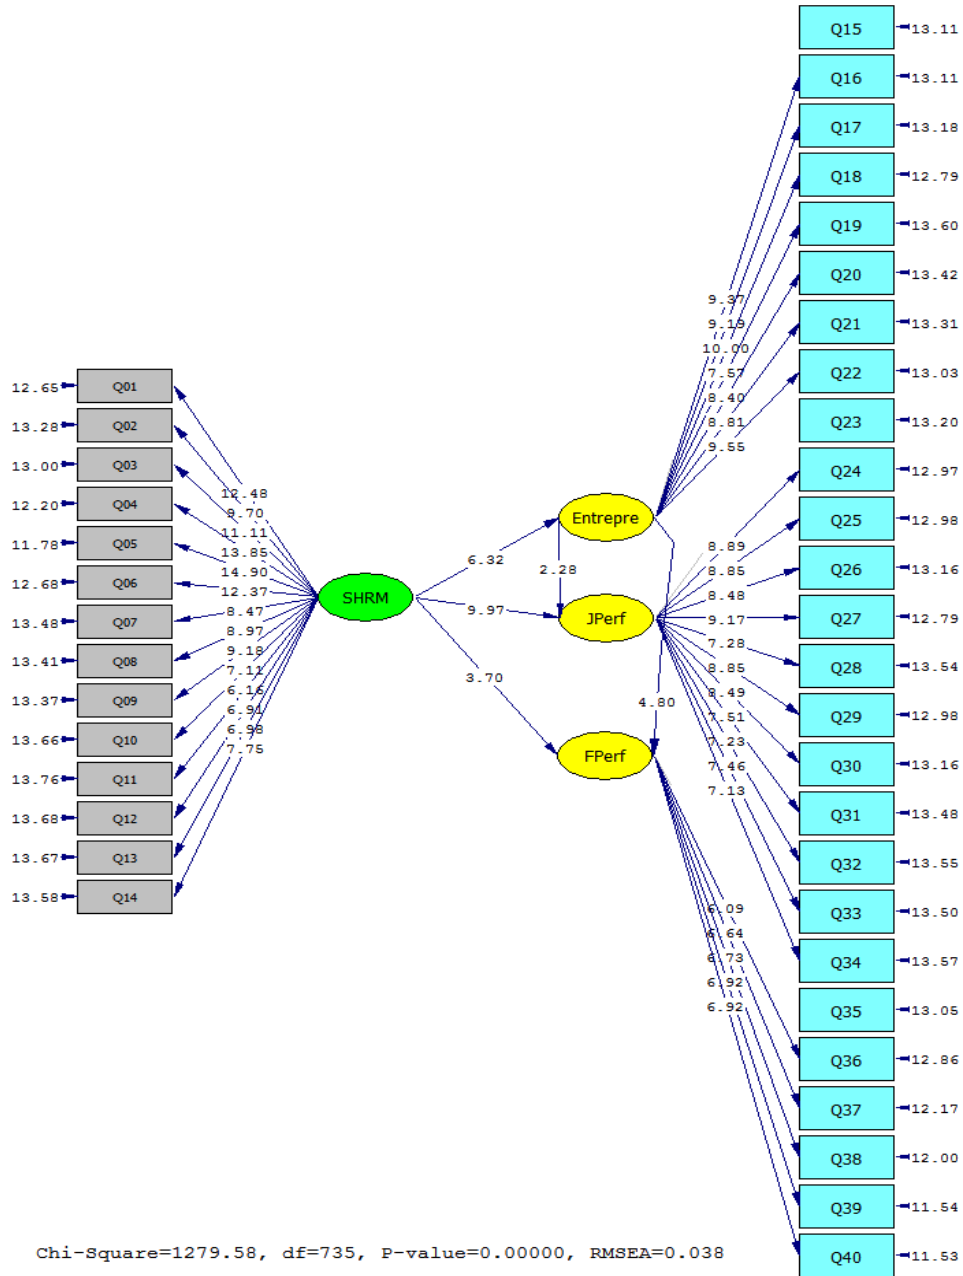 Q15 13.11
Q16 13.11
Q17 13.18
Q18 12.79
Q19 13.60
Q20 13.42
Q21 13.31
Q22 13.03
Q23 13.20
Q24 12.97
Q25 12.98
Q26 13.16
Q27 12.79
Q28 13.54
Q29 12.98
Q30 13.16
Q31 13.48
Q32 13.55
Q33 13.50
Q34 13.57
Q35 13.05
Q36 12.86
Q37 12.17
Q38 12.00
Q39 11.54
Q40 11.53
9.37
9.19
10.00
7.57
8.40
8.81
9.55
12.65 Q01
13.28 Q02
13.00 Q03
12.20 Q04
11.78 Q05
12.68 Q06
13.48 Q07
13.41 Q08
13.37 Q09
13.66 Q10
13.76 Q11
13.68 Q12
13.67 Q13
13.58 Q14
12.48
9.70
11.11
13.85
14.90
12.37
8.47
8.97
9.18
7.11
6.16
6.91
6.98
7.75
SHRM
6.32
9.97
3.70
Entrepre
2.28
JPerf
4.80
FPerf
8.89
8.85
8.48
9.17
7.28
8.85
8.49
7.51
7.23
7.46
7.13
6.09
6.64
6.73
6.92
6.92
Chi-Square=1279.58, df=735, P-value=0.00000, RMSEA=0.038